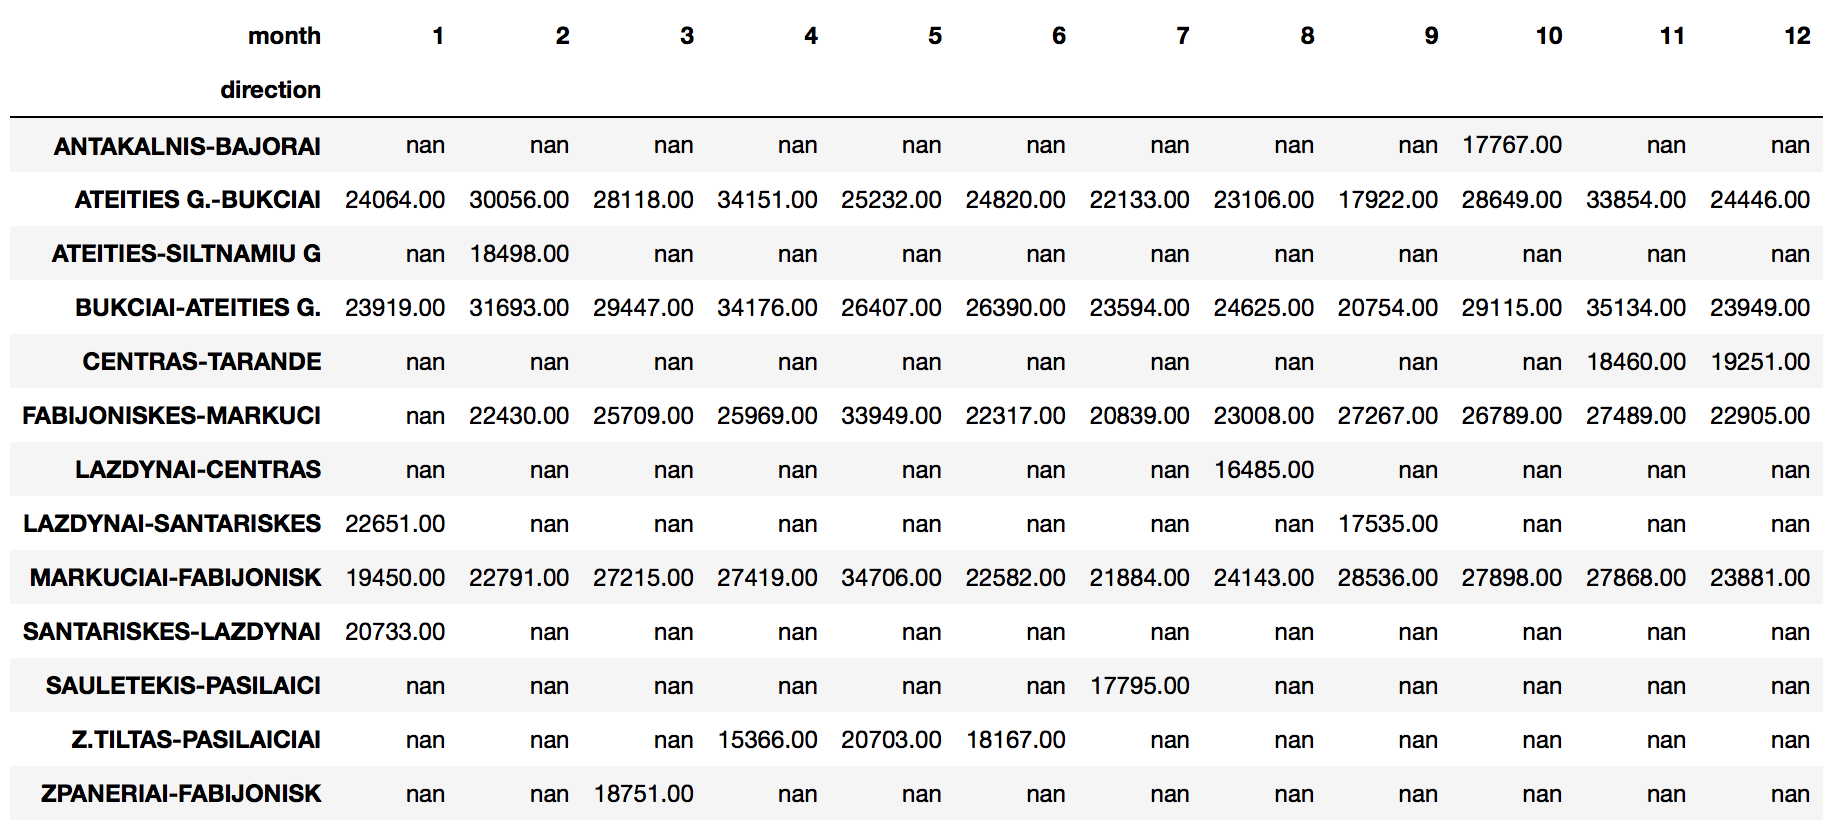 month 1 2 3 4 5 6 7 8 9 10 11 12
direction
ANTAKALNIS-BAJORAI nan nan nan nan nan nan nan nan nan 17767.00 nan nan
ATEITIES G.-BUKCIAI 24064.00 30056.00 28118.00 34151.00 25232.00 24820.00 22133.00 23106.00 17922.00 28649.00 33854.00 24446.00
ATEITIES-SILTNAMIU G nan 18498.00 nan nan nan nan nan nan nan nan nan nan
BUKCIAI-ATEITIES G. 23919.00 31693.00 29447.00 34176.00 26407.00 26390.00 23594.00 24625.00 20754.00 29115.00 35134.00 23949.00
CENTRAS-TARANDE nan nan nan nan nan nan nan nan nan nan 18460.00 19251.00
FABIJONISKES-MARKUCI nan 22430.00 25709.00 25969.00 33949.00 22317.00 20839.00 23008.00 27267.00 26789.00 27489.00 22905.00
LAZDYNAI-CENTRAS nan nan nan nan nan nan nan 16485.00 nan nan nan nan
LAZDYNAI-SANTARISKES 22651.00 nan nan nan nan nan nan nan 17535.00 nan nan nan
MARKUCIAI-FABIJONISK 19450.00 22791.00 27215.00 27419.00 34706.00 22582.00 21884.00 24143.00 28536.00 27898.00 27868.00 23881.00
SANTARISKES-LAZDYNAI 20733.00 nan nan nan nan nan nan nan nan nan nan nan
SAULETEKIS-PASILAICI nan nan nan nan nan nan 17795.00 nan nan nan nan nan
Z.TILTAS-PASILAICIAI nan nan nan 15366.00 20703.00 18167.00 nan nan nan nan nan nan
ZPANERIAI-FABIJONISK nan nan 18751.00 nan nan nan nan nan nan nan nan nan